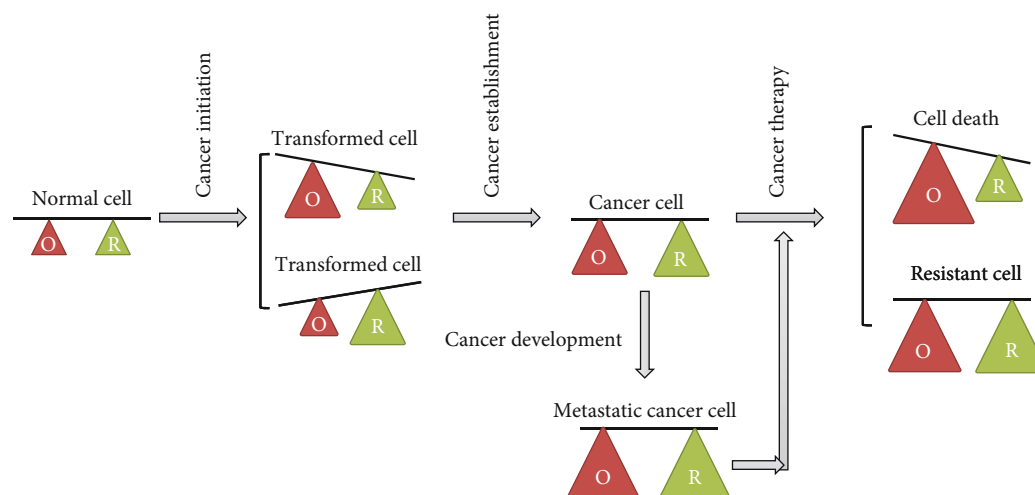 Normal cell
O R
Cancer initiation
Transformed cell
O R
Transformed cell
O R
Cancer establishment
Cancer cell
O R
Cancer development
Metastatic cancer cell
O R
Cancer therapy
Cell death
O R
Resistant cell
O R